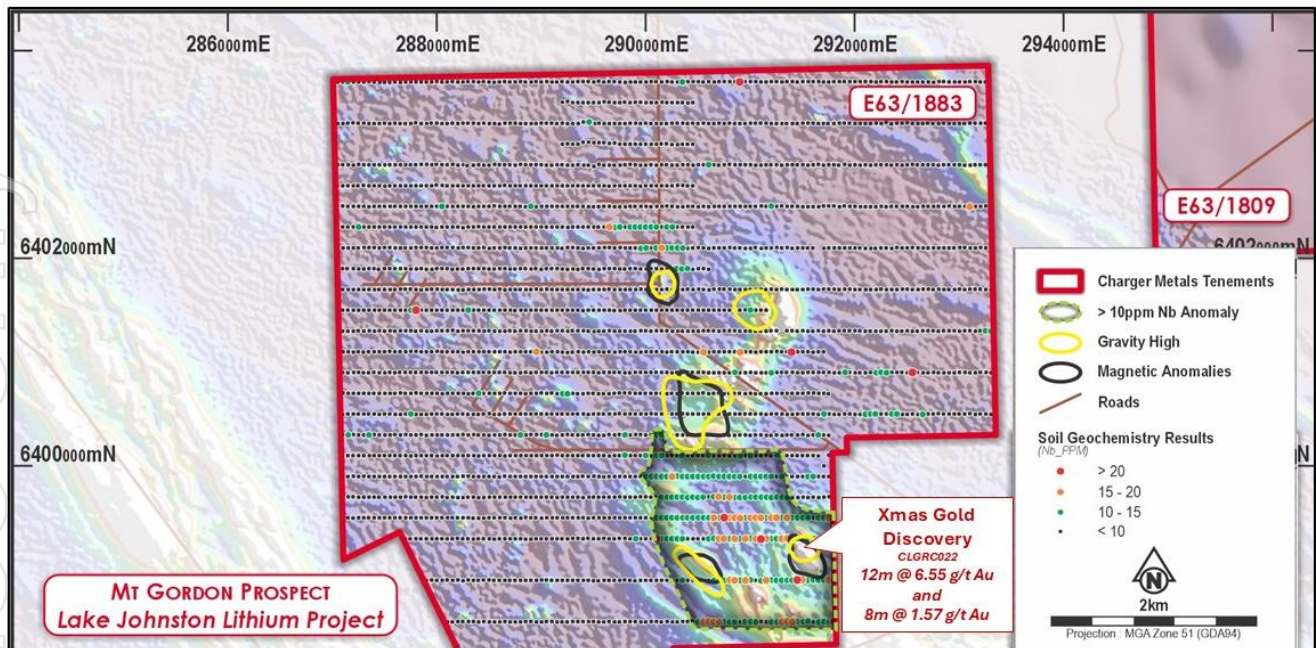 286000mE
288000mE
290000mE
292000mE
294000mE
E63/1883
E63/1809
6402000mN
6402000mN
Charger Metals Tenements
> 10ppm Nb Anomaly
Gravity High
Magnetic Anomalies
Roads
Soil Geochemistry Results
(Nb_PPM)
> 20
15 - 20
10 - 15
< 10
6400000mN
N
Xmas Gold
Discovery
CLGRC022
12m @ 6.55 g/t Au
and
8m @ 1.57 g/t Au
MT GORDON PROSPECT
Lake Johnston Lithium Project
N
2km
Projection : MGA Zone 51 (GDA94)